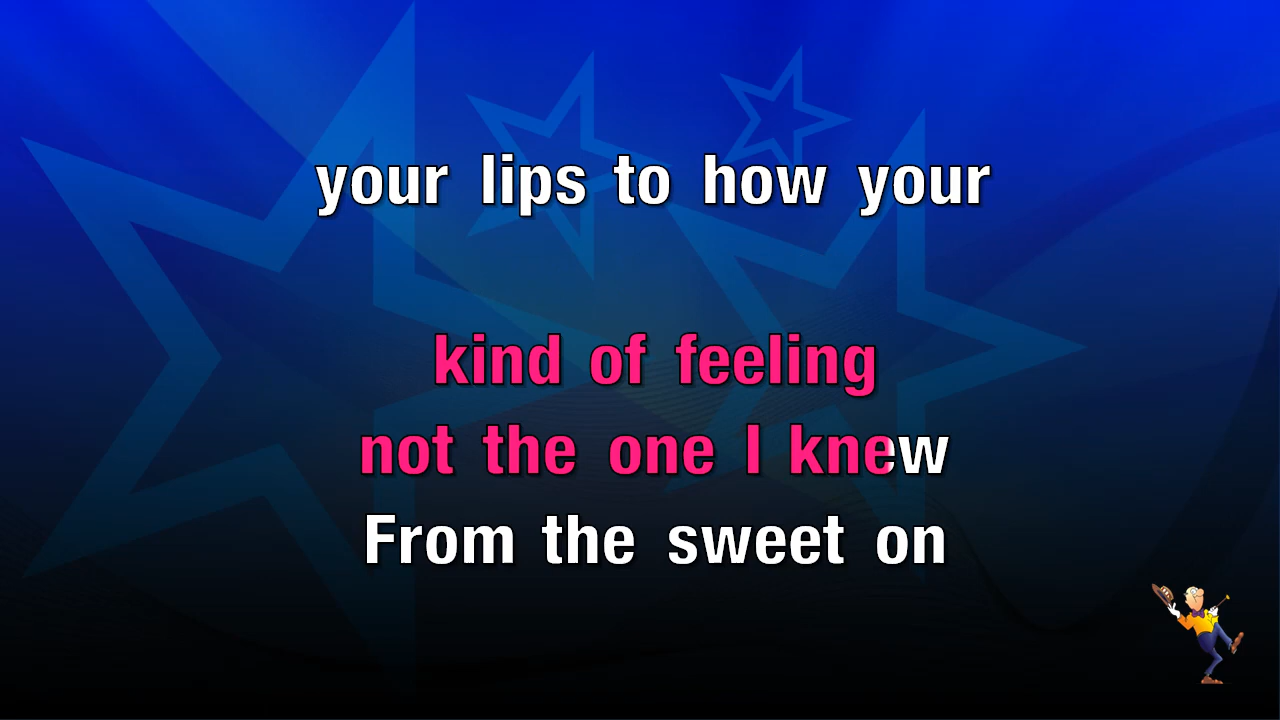 your lips to how your
kind of feeling
not the one I knew
From the sweet on